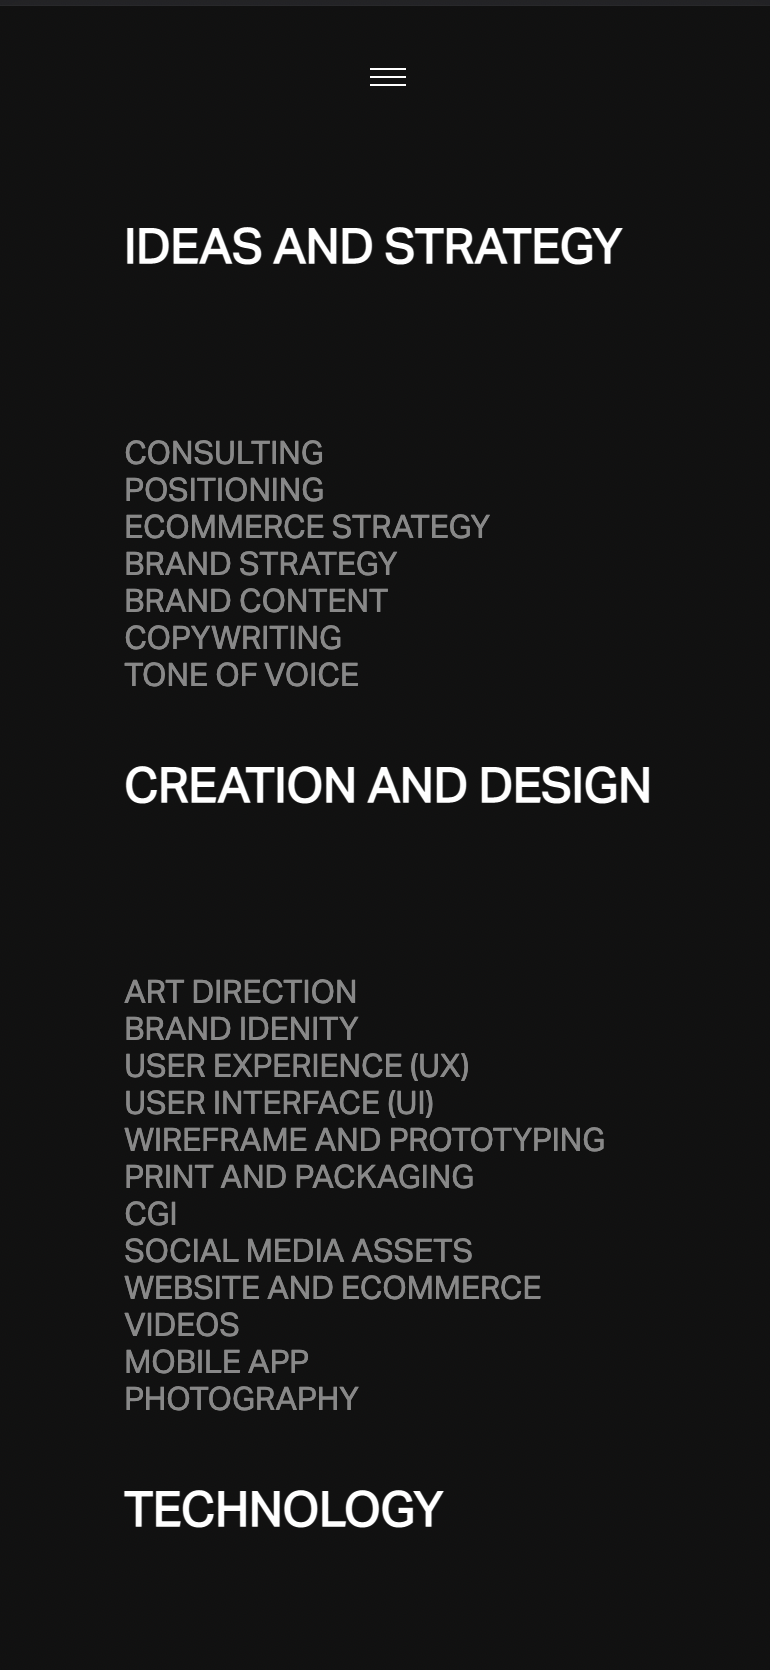 IDEAS AND STRATEGY
CONSULTING
POSITIONING
ECOMMERCE STRATEGY
BRAND STRATEGY
BRAND CONTENT
COPYWRITING
TONE OF VOICE
CREATION AND DESIGN
ART DIRECTION
BRAND IDENITY
USER EXPERIENCE (UX)
USER INTERFACE (UI)
WIREFRAME AND PROTOTYPING
PRINT AND PACKAGING
CGI
SOCIAL MEDIA ASSETS
WEBSITE AND ECOMMERCE
VIDEOS
MOBILE APP
PHOTOGRAPHY
TECHNOLOGY